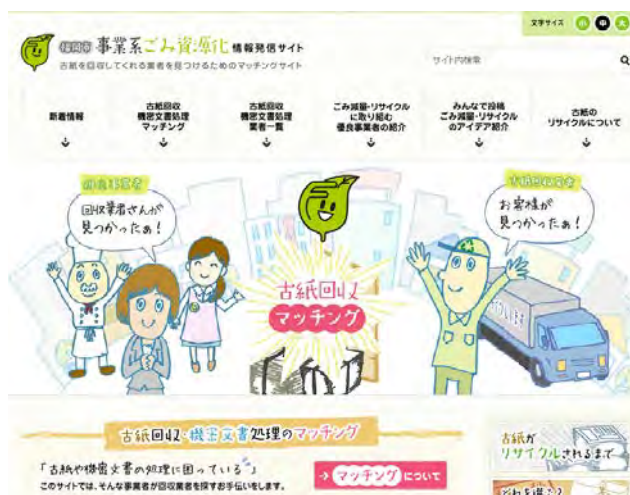 文字サイズ 小 中 大
福岡市 事業系ごみ資源化 情報発信サイト
古紙を回収してくれる業者を見つけるためのマッチングサイト
サイト内検索
新着情報
古紙回収
機密文書処理
マッチング
古紙回収
機密文書処理
業者一覧
ごみ減量・リサイクル
に取り組む
優良事業者の紹介
みんなで投稿
ごみ減量・リサイクル
のアイデア紹介
古紙の
リサイクルについて
排出事業者
回収業者さんが
見つかったぁ!
古紙回収業者
お客様が
見つかったぁ!
古紙回収
マッチング
古紙回収・機密文書処理のマッチング
「古紙や機密文書の処理に困っている…」
このサイトでは、そんな事業者が回収業者を探すお手伝いをします。
マッチングについて
古紙が
リサイクルされるまで